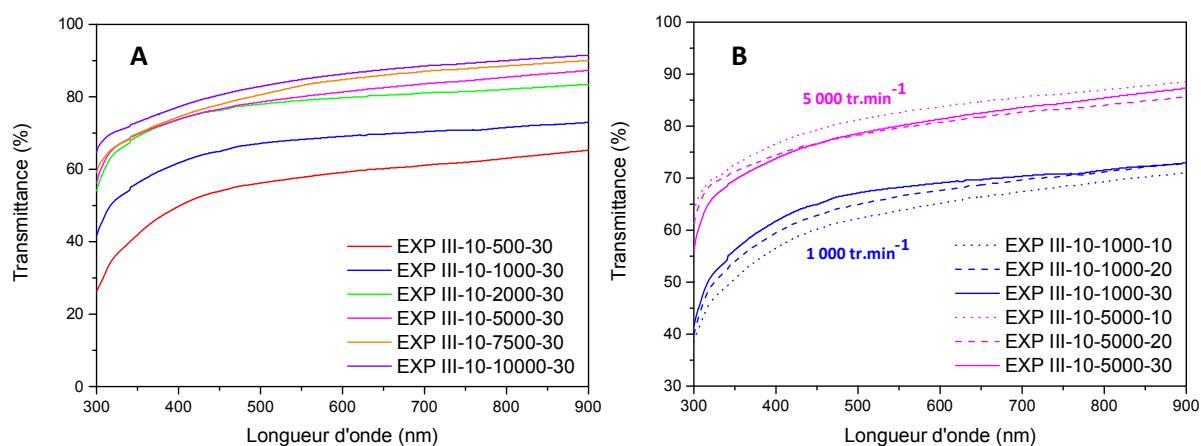 A
100
80
60
40
20
0
Transmittance (%)
300 400 500 600 700 800 900
Longueur d'onde (nm)
EXP III-10-500-30
EXP III-10-1000-30
EXP III-10-2000-30
EXP III-10-5000-30
EXP III-10-7500-30
EXP III-10-10000-30
B
100
90
80
70
60
50
40
30
Transmittance (%)
5 000 tr.min-1
1 000 tr.min-1
EXP III-10-1000-10
EXP III-10-1000-20
EXP III-10-1000-30
EXP III-10-5000-10
EXP III-10-5000-20
EXP III-10-5000-30
300 400 500 600 700 800 900
Longueur d'onde (nm)